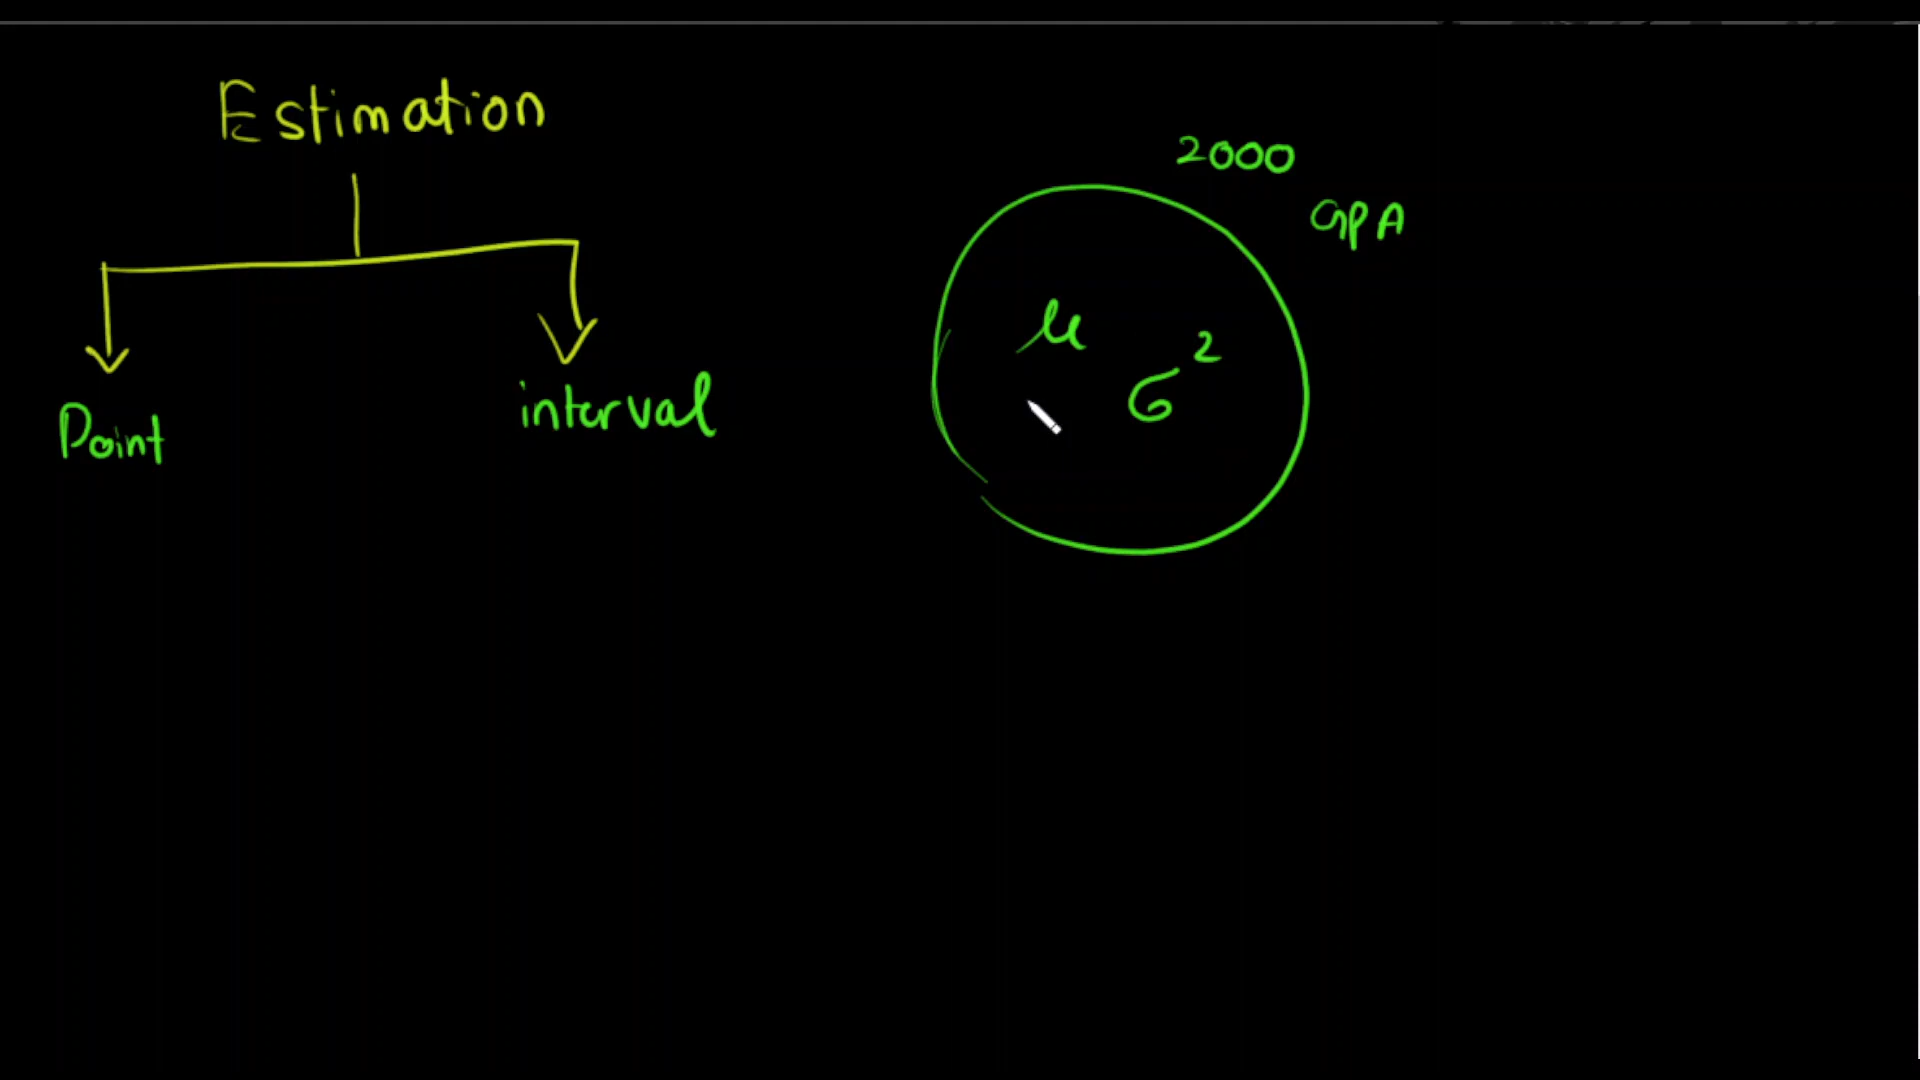 Estimation
Point
interval
2000
GPA
μ
σ²